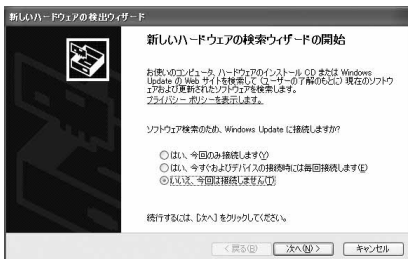 新しいハードウェアの検出ウィザード
新しいハードウェアの検索ウィザードの開始
お使いのコンピュータ、ハードウェアのインストール CD または Windows
Update の Web サイトを検索して (ユーザーの了解のもとに) 現在のソフトウ
ェアおよび更新されたソフトウェアを検索します。
プライバシー ポリシーを表示します。
ソフトウェア検索のため、Windows Update に接続しますか?
はい、今回のみ接続します(Y)
はい、今すぐおよびデバイスの接続時には毎回接続します(E)
いいえ、今回は接続しません(T)
続行するには、[次へ] をクリックしてください。
< 戻る(B)
次へ(N) >
キャンセル